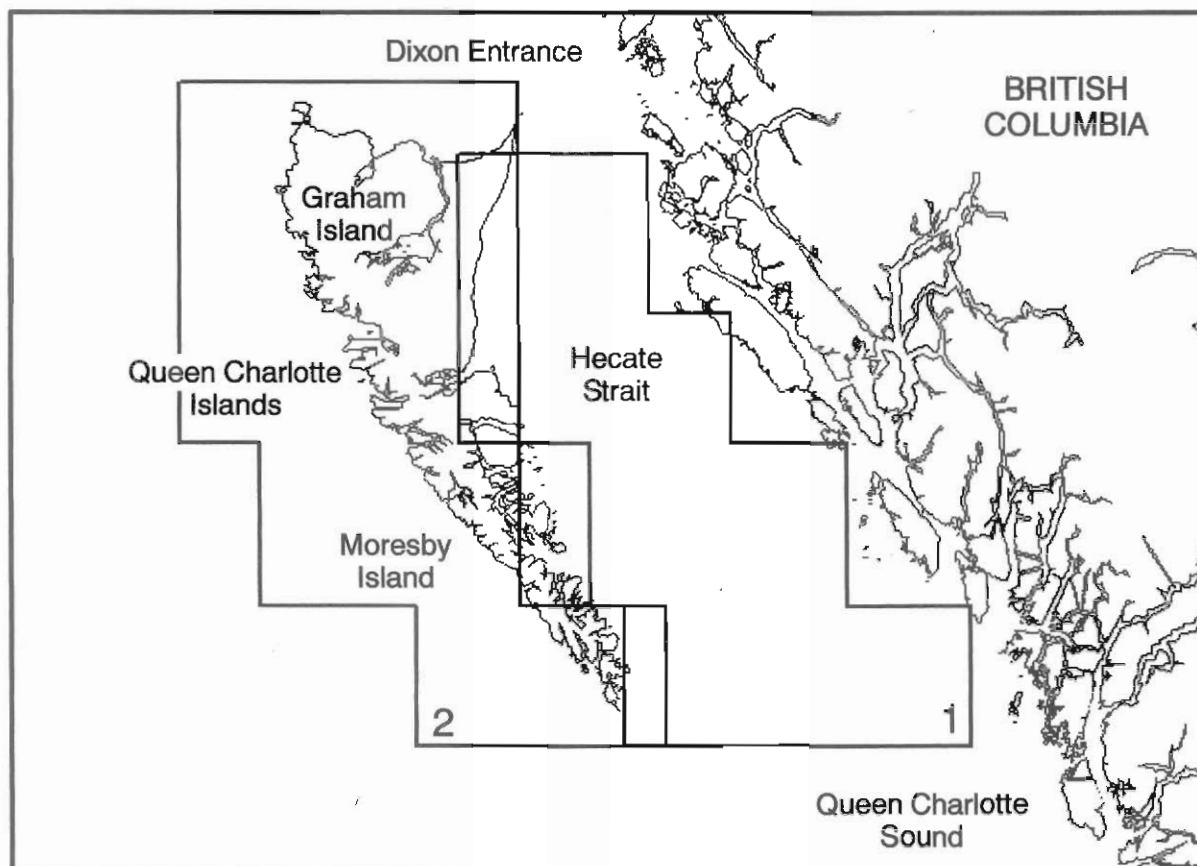 Dixon Entrance
BRITISH
COLUMBIA
Graham
Island
Hecate
Strait
Queen Charlotte
Islands
Moresby
Island
2
1
Queen Charlotte
Sound